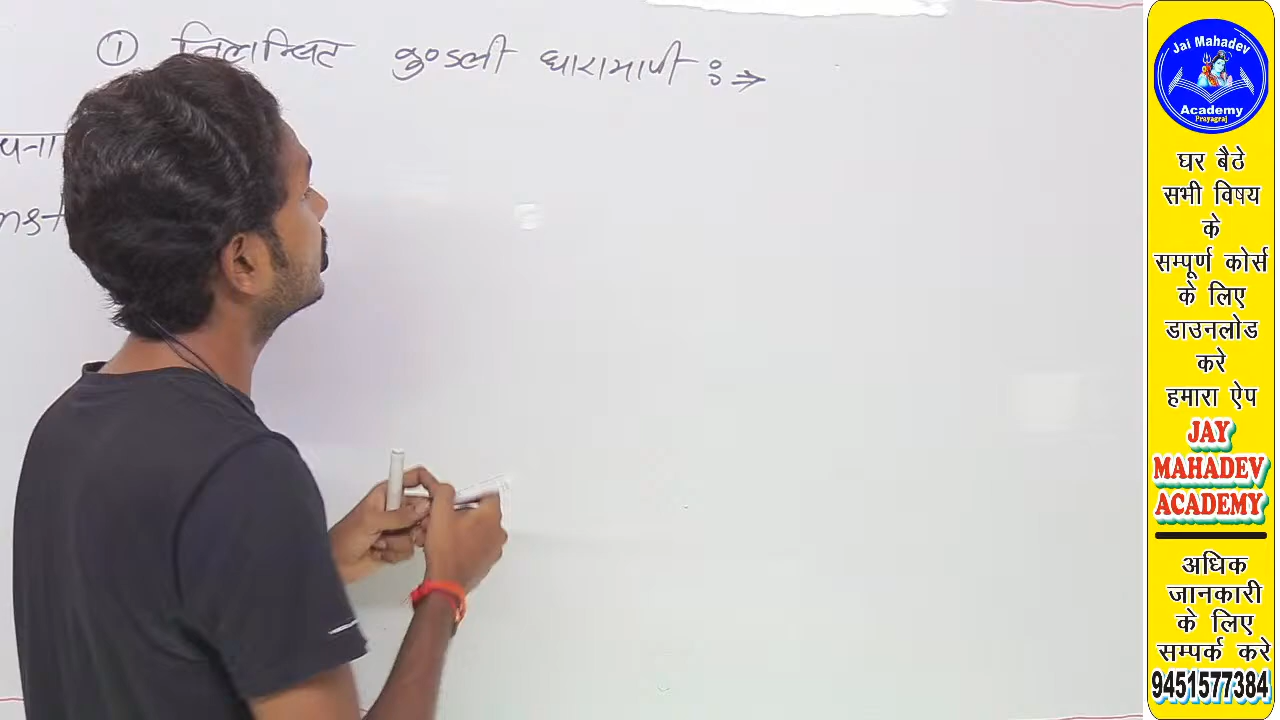 ① विलम्बित कुण्डली धारामापी :→
Jai Mahadev
Academy
Prayagraj
घर बैठे
सभी विषय
के
सम्पूर्ण कोर्स
के लिए
डाउनलोड
करे
हमारा ऐप
JAY
MAHADEV
ACADEMY
अधिक
जानकारी
के लिए
सम्पर्क करे
9451577384